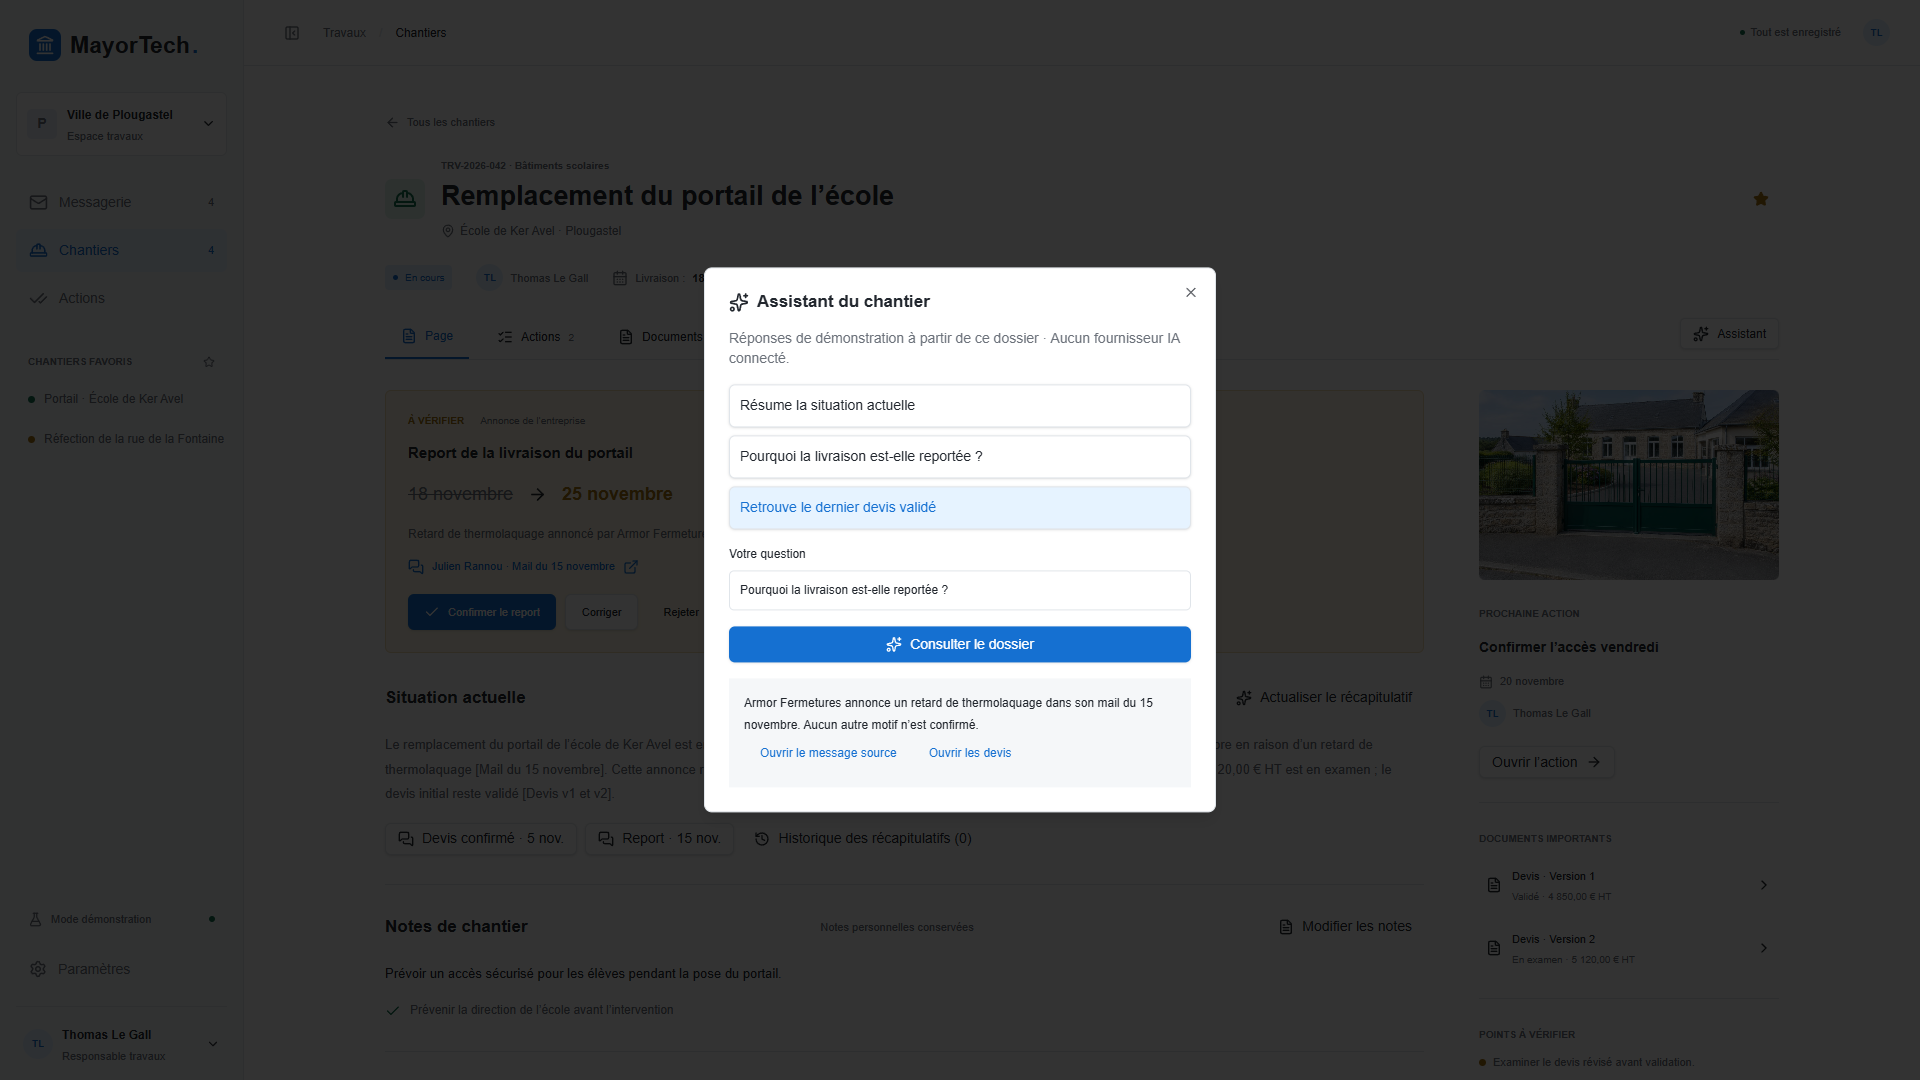 MayorTech.
Travaux
Chantiers
Tout est enregistré
TL
P
Ville de Plougastel
Espace travaux
Messagerie 4
Chantiers 4
Actions
CHANTIERS FAVORIS
Portail · École de Ker Avel
Réfection de la rue de la Fontaine
Mode démonstration
Paramètres
TL
Thomas Le Gall
Responsable travaux
Tous les chantiers
TRV-2026-042 · Bâtiments scolaires
Remplacement du portail de l’école
École de Ker Avel · Plougastel
En cours
TL
Thomas Le Gall
Livraison : 18
Page
Actions 2
Documents
Assistant
À VÉRIFIER
Annonce de l’entreprise
Report de la livraison du portail
18 novembre → 25 novembre
Retard de thermolaquage annoncé par Armor Fermeture
Julien Rannou · Mail du 15 novembre
Confirmer le report
Corriger
Rejeter
Situation actuelle
Actualiser le récapitulatif
Le remplacement du portail de l’école de Ker Avel est e
bre en raison d’un retard de
thermolaquage [Mail du 15 novembre]. Cette annonce
20,00 € HT est en examen ; le
devis initial reste validé [Devis v1 et v2].
Devis confirmé · 5 nov.
Report · 15 nov.
Historique des récapitulatifs (0)
Notes de chantier
Notes personnelles conservées
Modifier les notes
Prévoir un accès sécurisé pour les élèves pendant la pose du portail.
Prévenir la direction de l’école avant l’intervention
Assistant du chantier
Réponses de démonstration à partir de ce dossier · Aucun fournisseur IA
connecté.
Résume la situation actuelle
Pourquoi la livraison est-elle reportée ?
Retrouve le dernier devis validé
Votre question
Pourquoi la livraison est-elle reportée ?
Consulter le dossier
Armor Fermetures annonce un retard de thermolaquage dans son mail du 15
novembre. Aucun autre motif n’est confirmé.
Ouvrir le message source
Ouvrir les devis
PROCHAINE ACTION
Confirmer l’accès vendredi
20 novembre
TL
Thomas Le Gall
Ouvrir l’action
DOCUMENTS IMPORTANTS
Devis · Version 1
Validé · 4 850,00 € HT
Devis · Version 2
En examen · 5 120,00 € HT
POINTS À VÉRIFIER
Examiner le devis révisé avant validation